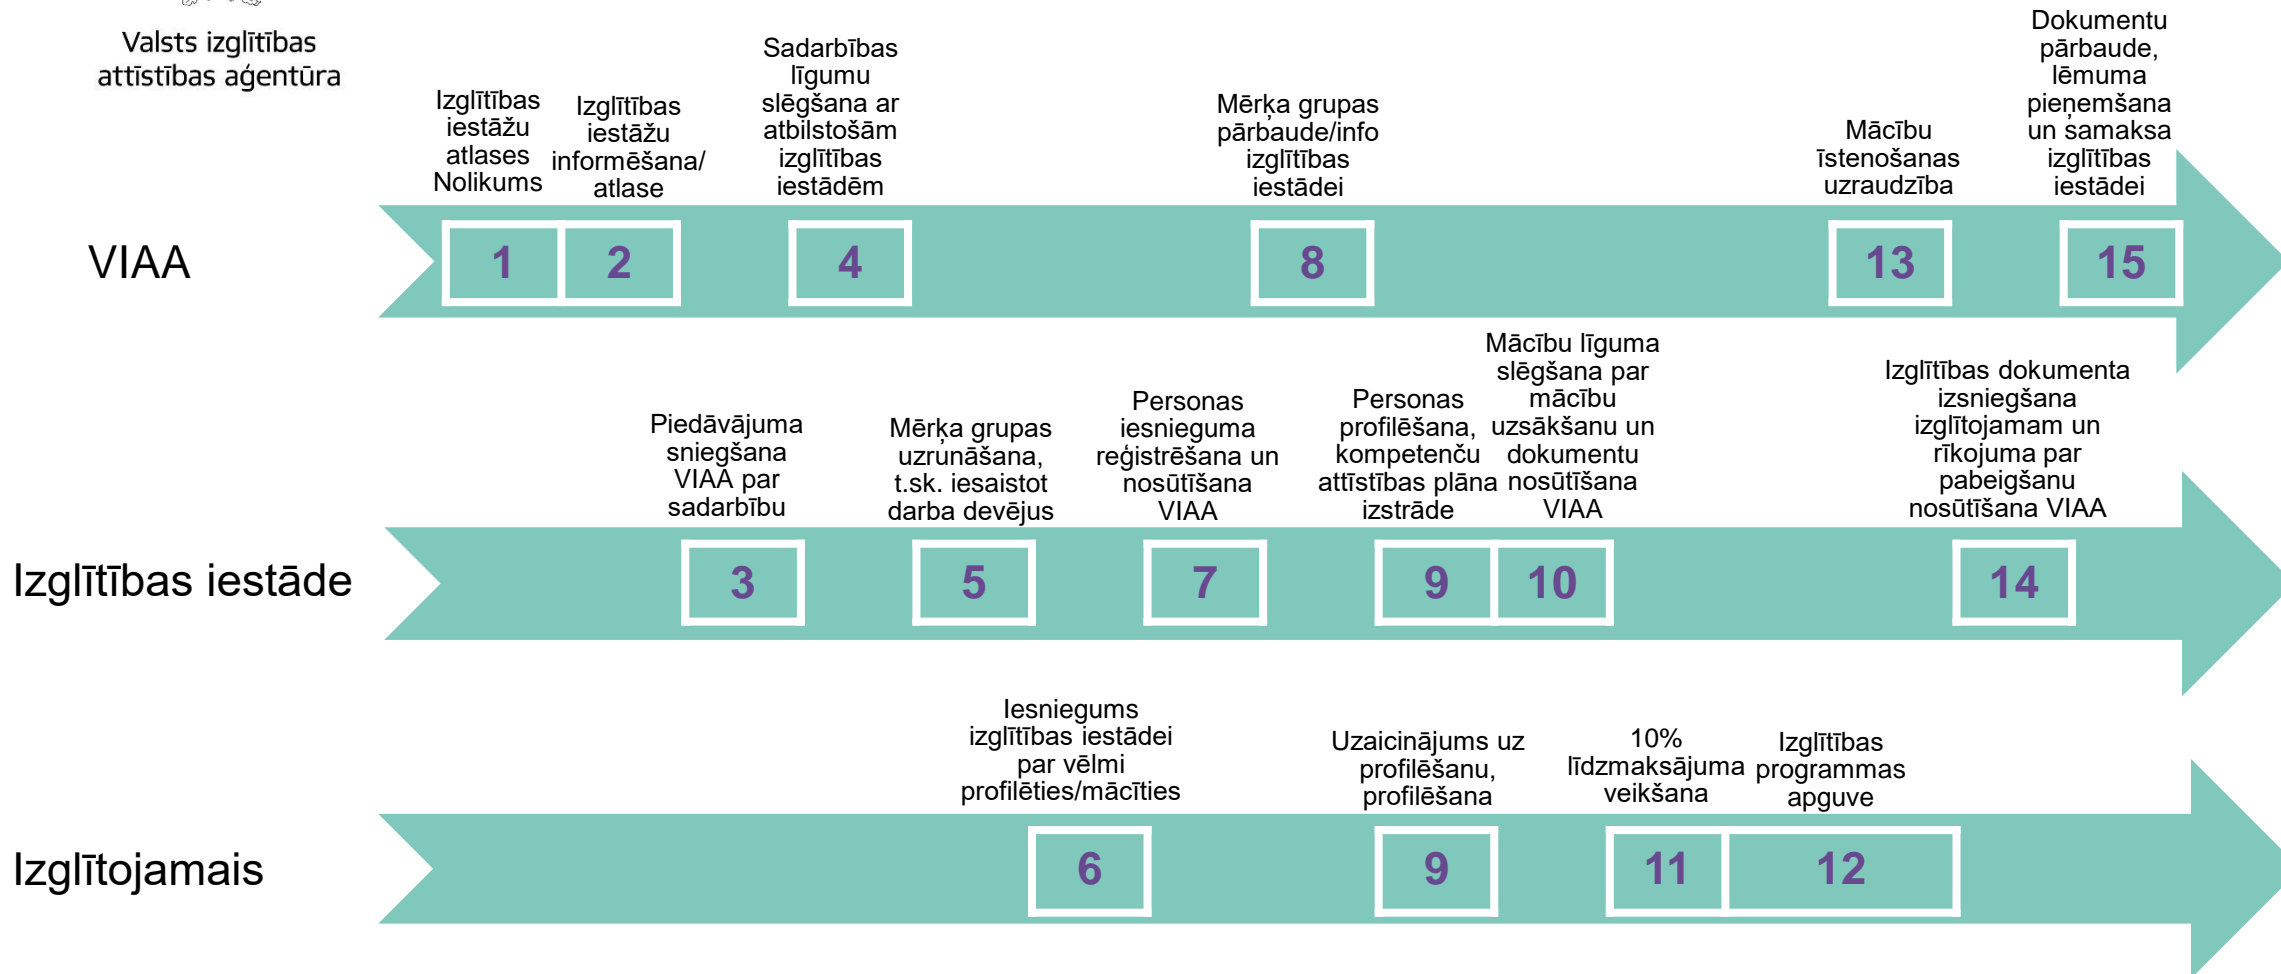 Valsts izglītības
attīstības aģentūra
Izglītības
iestāžu
atlases
Nolikums
Izglītības
iestāžu
informēšana/
atlase
Sadarbības
līgumu
slēgšana ar
atbilstošām
izglītības
iestādēm
Mērķa grupas
pārbaude/info
izglītības
iestādei
Mācību
īstenošanas
uzraudzība
Dokumentu
pārbaude,
lēmuma
pieņemšana
un samaksa
izglītības
iestādei
VIAA
1
2
4
8
13
15
Piedāvājuma
sniegšana
VIAA par
sadarbību
Mērķa grupas
uzrunāšana,
t.sk. iesaistot
darba devējus
Personas
iesnieguma
reģistrēšana un
nosūtīšana
VIAA
Personas
profilēšana,
kompetenču
attīstības plāna
izstrāde
Mācību līguma
slēgšana par
mācību
uzsākšanu un
dokumentu
nosūtīšana
VIAA
Izglītības dokumenta
izsniegšana
izglītojamam un
rīkojuma par
pabeigšanu
nosūtīšana VIAA
Izglītības iestāde
3
5
7
9
10
14
Iesniegums
izglītības iestādei
par vēlmi
profilēties/mācīties
Uzaicinājums uz
profilēšanu,
profilēšana
10%
līdzmaksājuma
veikšana
Izglītības
programmas
apguve
Izglītojamais
6
9
11
12